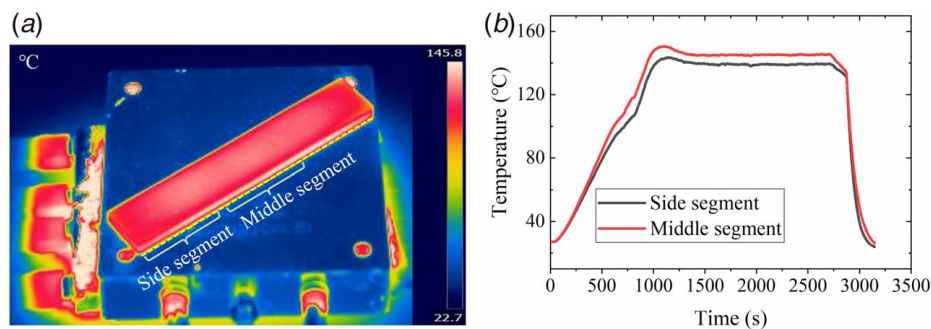 (a)
°C
145.8
Side segment
Middle segment
22.7
(b)
Temperature (℃)
160
120
80
40
Side segment
Middle segment
0
500
1000
1500
2000
2500
3000
3500
Time (s)